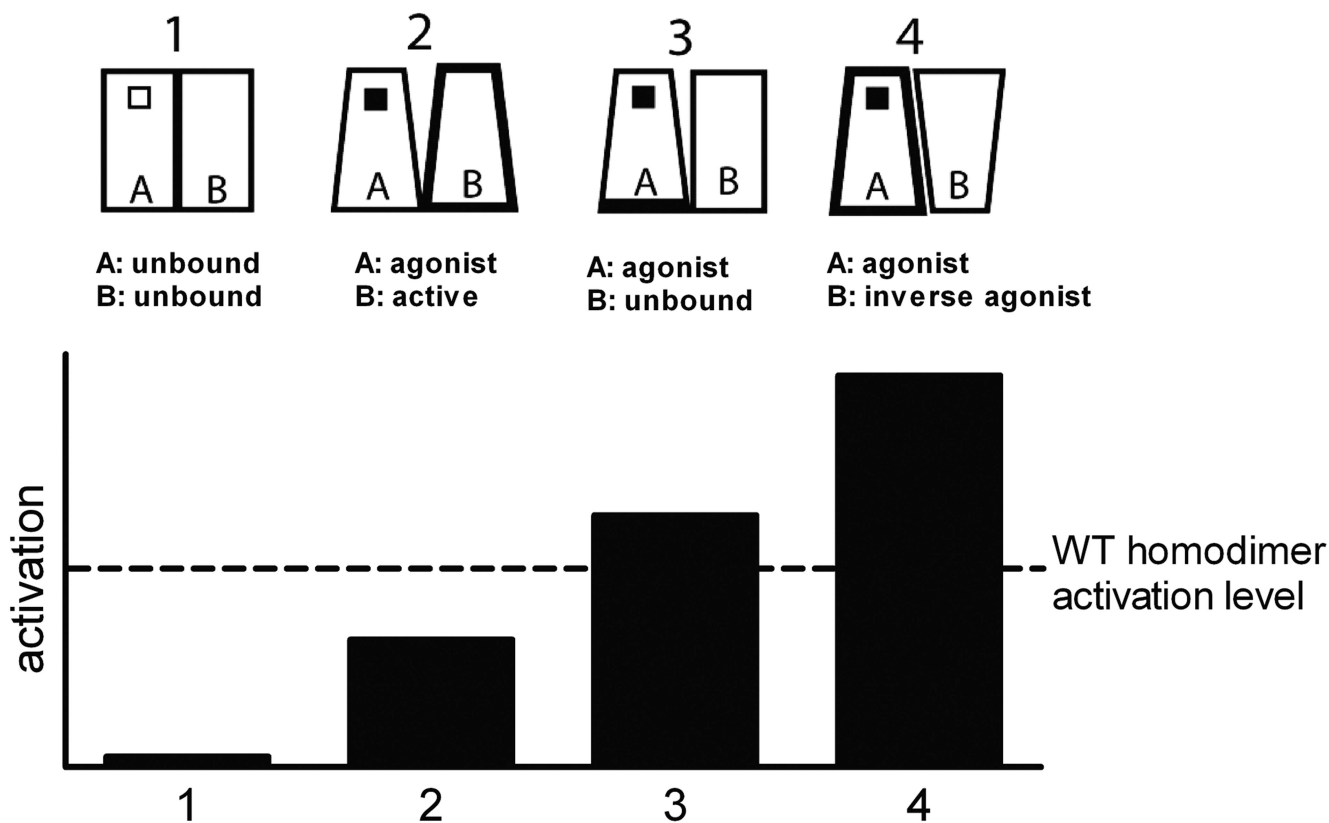 1 2 3 4
A B A B A B A B
A: unbound
B: unbound
A: agonist
B: active
A: agonist
B: unbound
A: agonist
B: inverse agonist
activation
WT homodimer
activation level
1 2 3 4